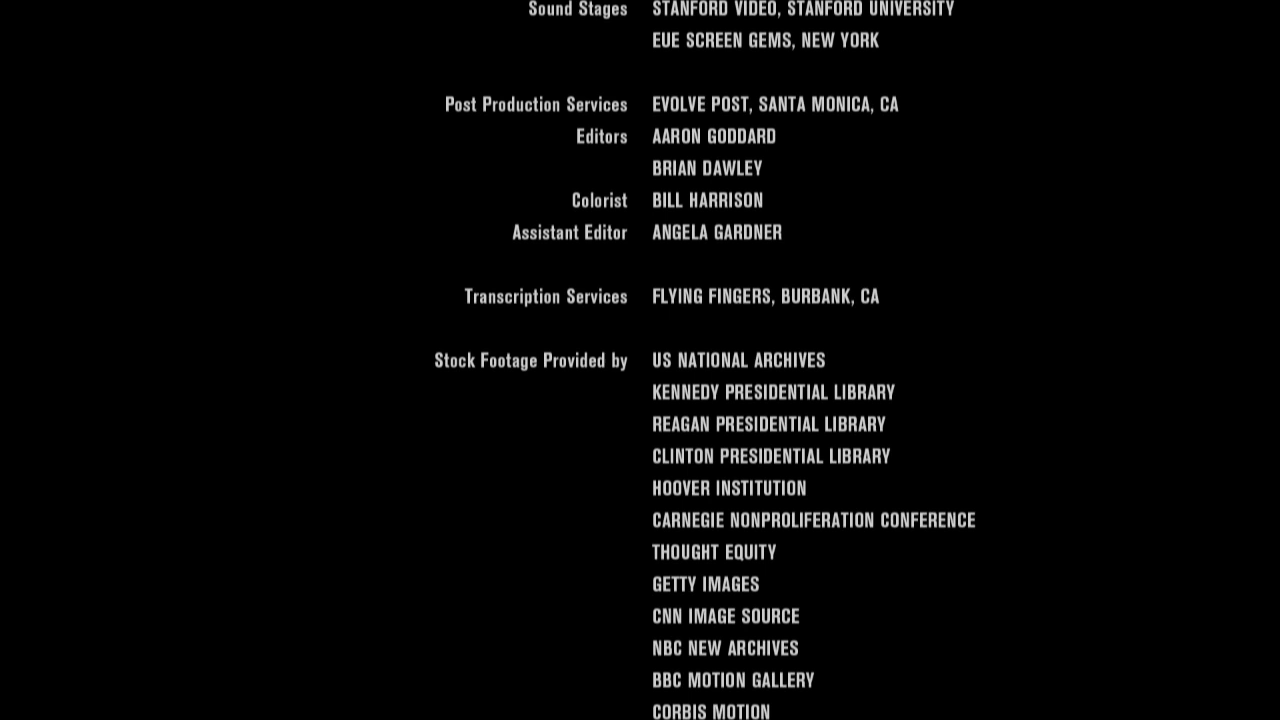 Sound Stages STANFORD VIDEO, STANFORD UNIVERSITY
EUE SCREEN GEMS, NEW YORK
Post Production Services EVOLVE POST, SANTA MONICA, CA
Editors AARON GODDARD
BRIAN DAWLEY
Colorist BILL HARRISON
Assistant Editor ANGELA GARDNER
Transcription Services FLYING FINGERS, BURBANK, CA
Stock Footage Provided by US NATIONAL ARCHIVES
KENNEDY PRESIDENTIAL LIBRARY
REAGAN PRESIDENTIAL LIBRARY
CLINTON PRESIDENTIAL LIBRARY
HOOVER INSTITUTION
CARNEGIE NONPROLIFERATION CONFERENCE
THOUGHT EQUITY
GETTY IMAGES
CNN IMAGE SOURCE
NBC NEW ARCHIVES
BBC MOTION GALLERY
CORBIS MOTION